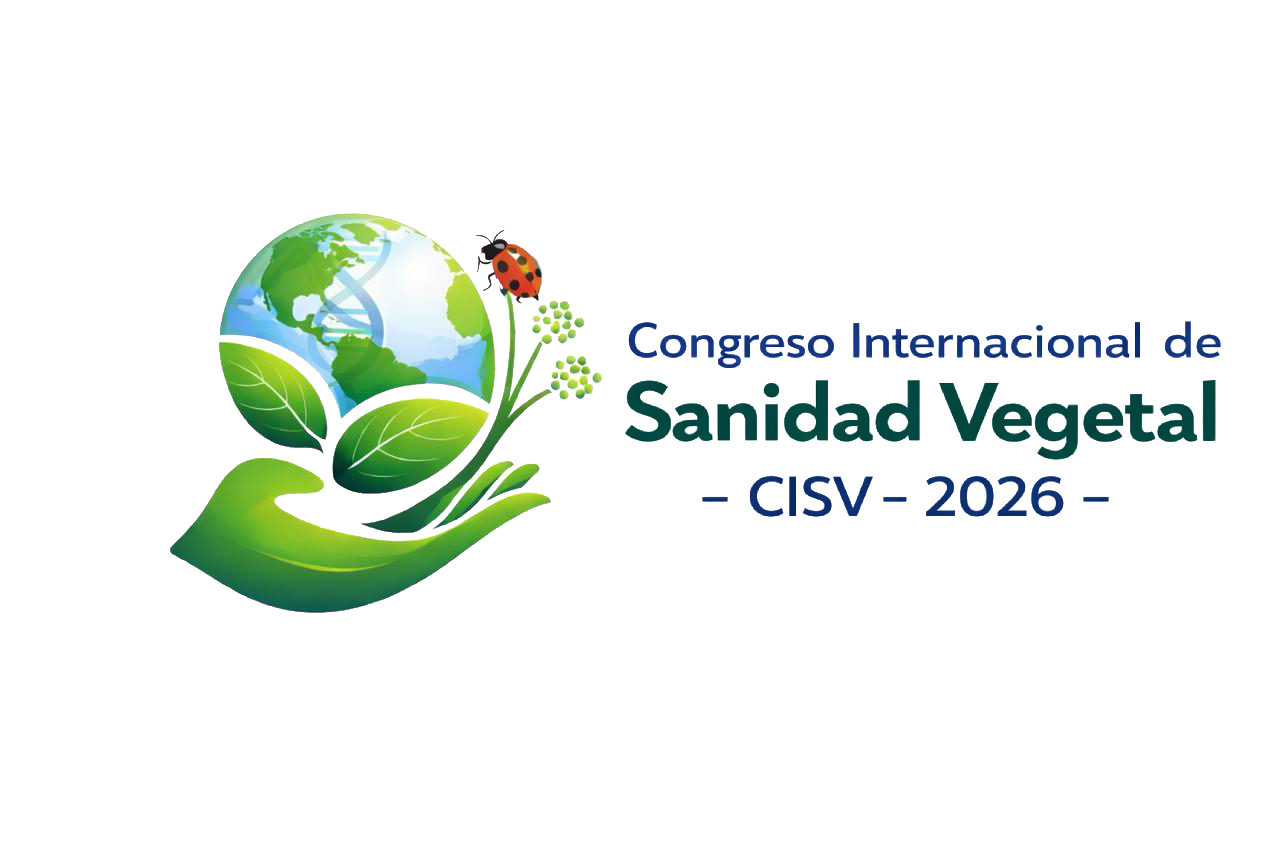 Congreso Internacional de
Sanidad Vegetal
– CISV – 2026 –